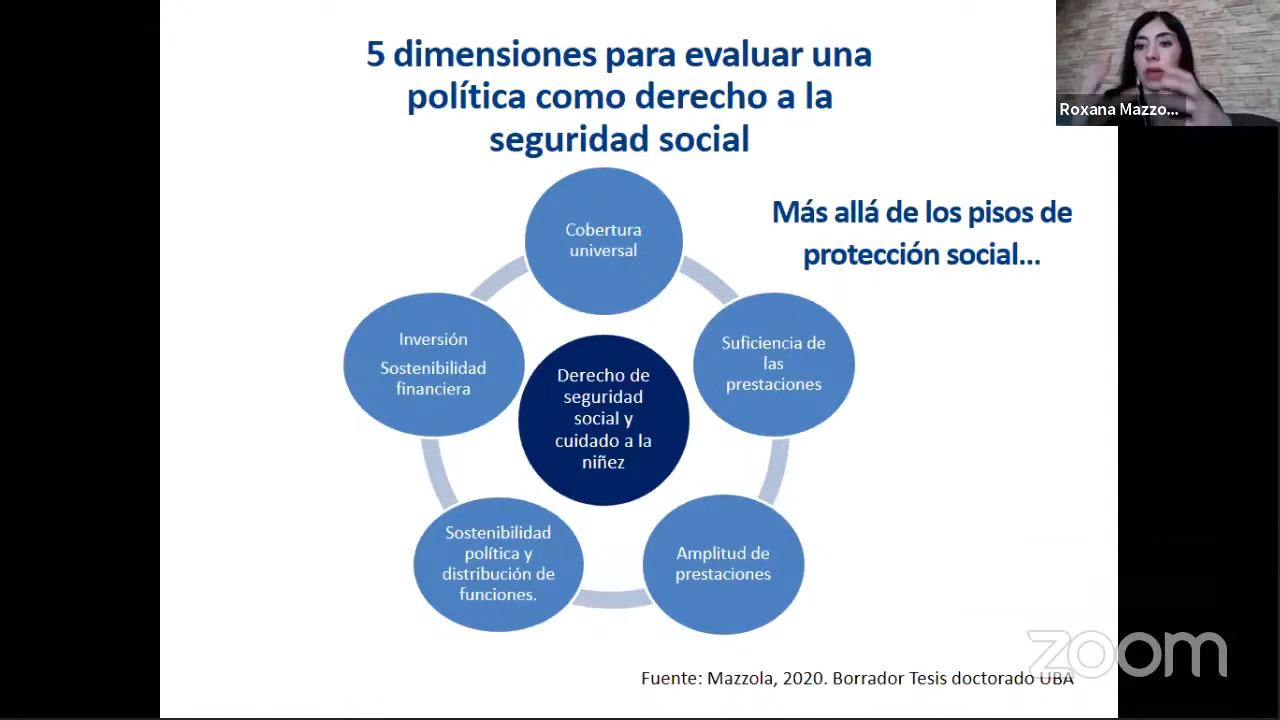 5 dimensiones para evaluar una
política como derecho a la
seguridad social
Roxana Mazzo...
Más allá de los pisos de
protección social...
Cobertura
universal
Suficiencia de
las
prestaciones
Amplitud de
prestaciones
Sostenibilidad
política y
distribución de
funciones.
Inversión
Sostenibilidad
financiera
Derecho de
seguridad
social y
cuidado a la
niñez
Fuente: Mazzola, 2020. Borrador Tesis doctorado UBA
zoom